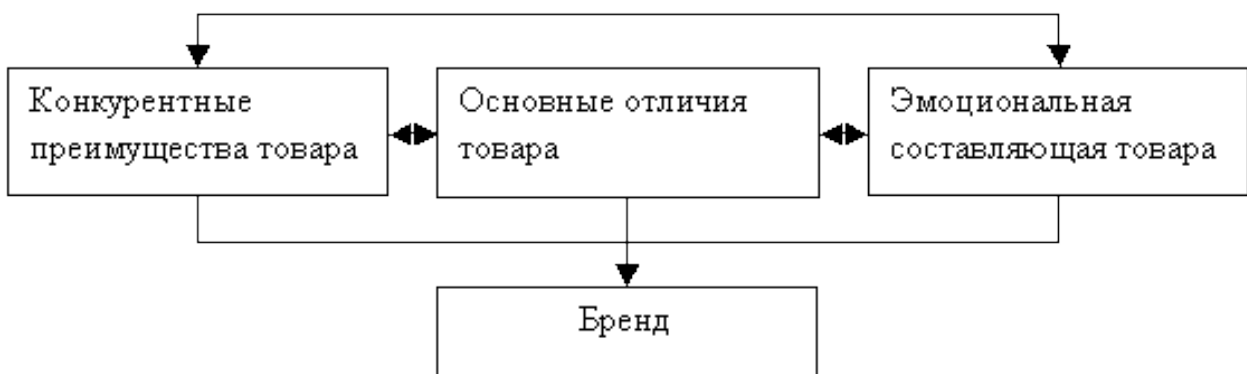 Конкурентные
преимущества товара
Основные отличия
товара
Эмоциональная
составляющая товара
Бренд